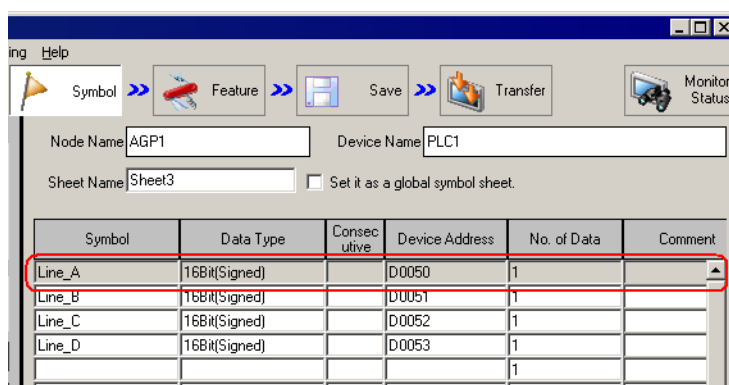 ing Help
Symbol Feature Save Transfer Monitor Status
Node Name AGP1 Device Name PLC1
Sheet Name Sheet3 Set it as a global symbol sheet.
Symbol Data Type Consec utive Device Address No. of Data Comment
Line_A 16Bit(Signed) D0050 1
Line_B 16Bit(Signed) D0051 1
Line_C 16Bit(Signed) D0052 1
Line_D 16Bit(Signed) D0053 1
1